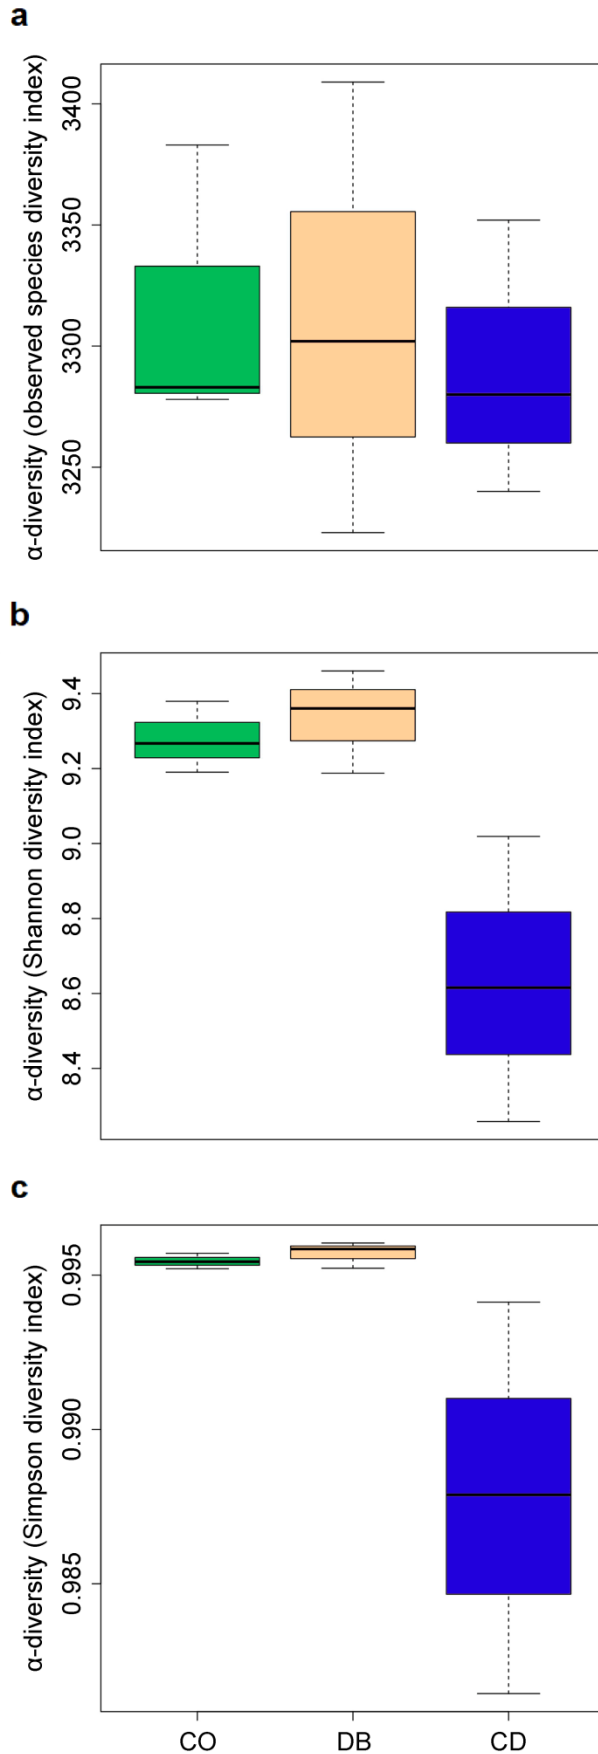 a
α-diversity (observed species diversity index)
3400
3350
3300
3250
b
α-diversity (Shannon diversity index)
9.4
9.2
9.0
8.8
8.6
8.4
c
α-diversity (Simpson diversity index)
0.995
0.990
0.985
CO DB CD